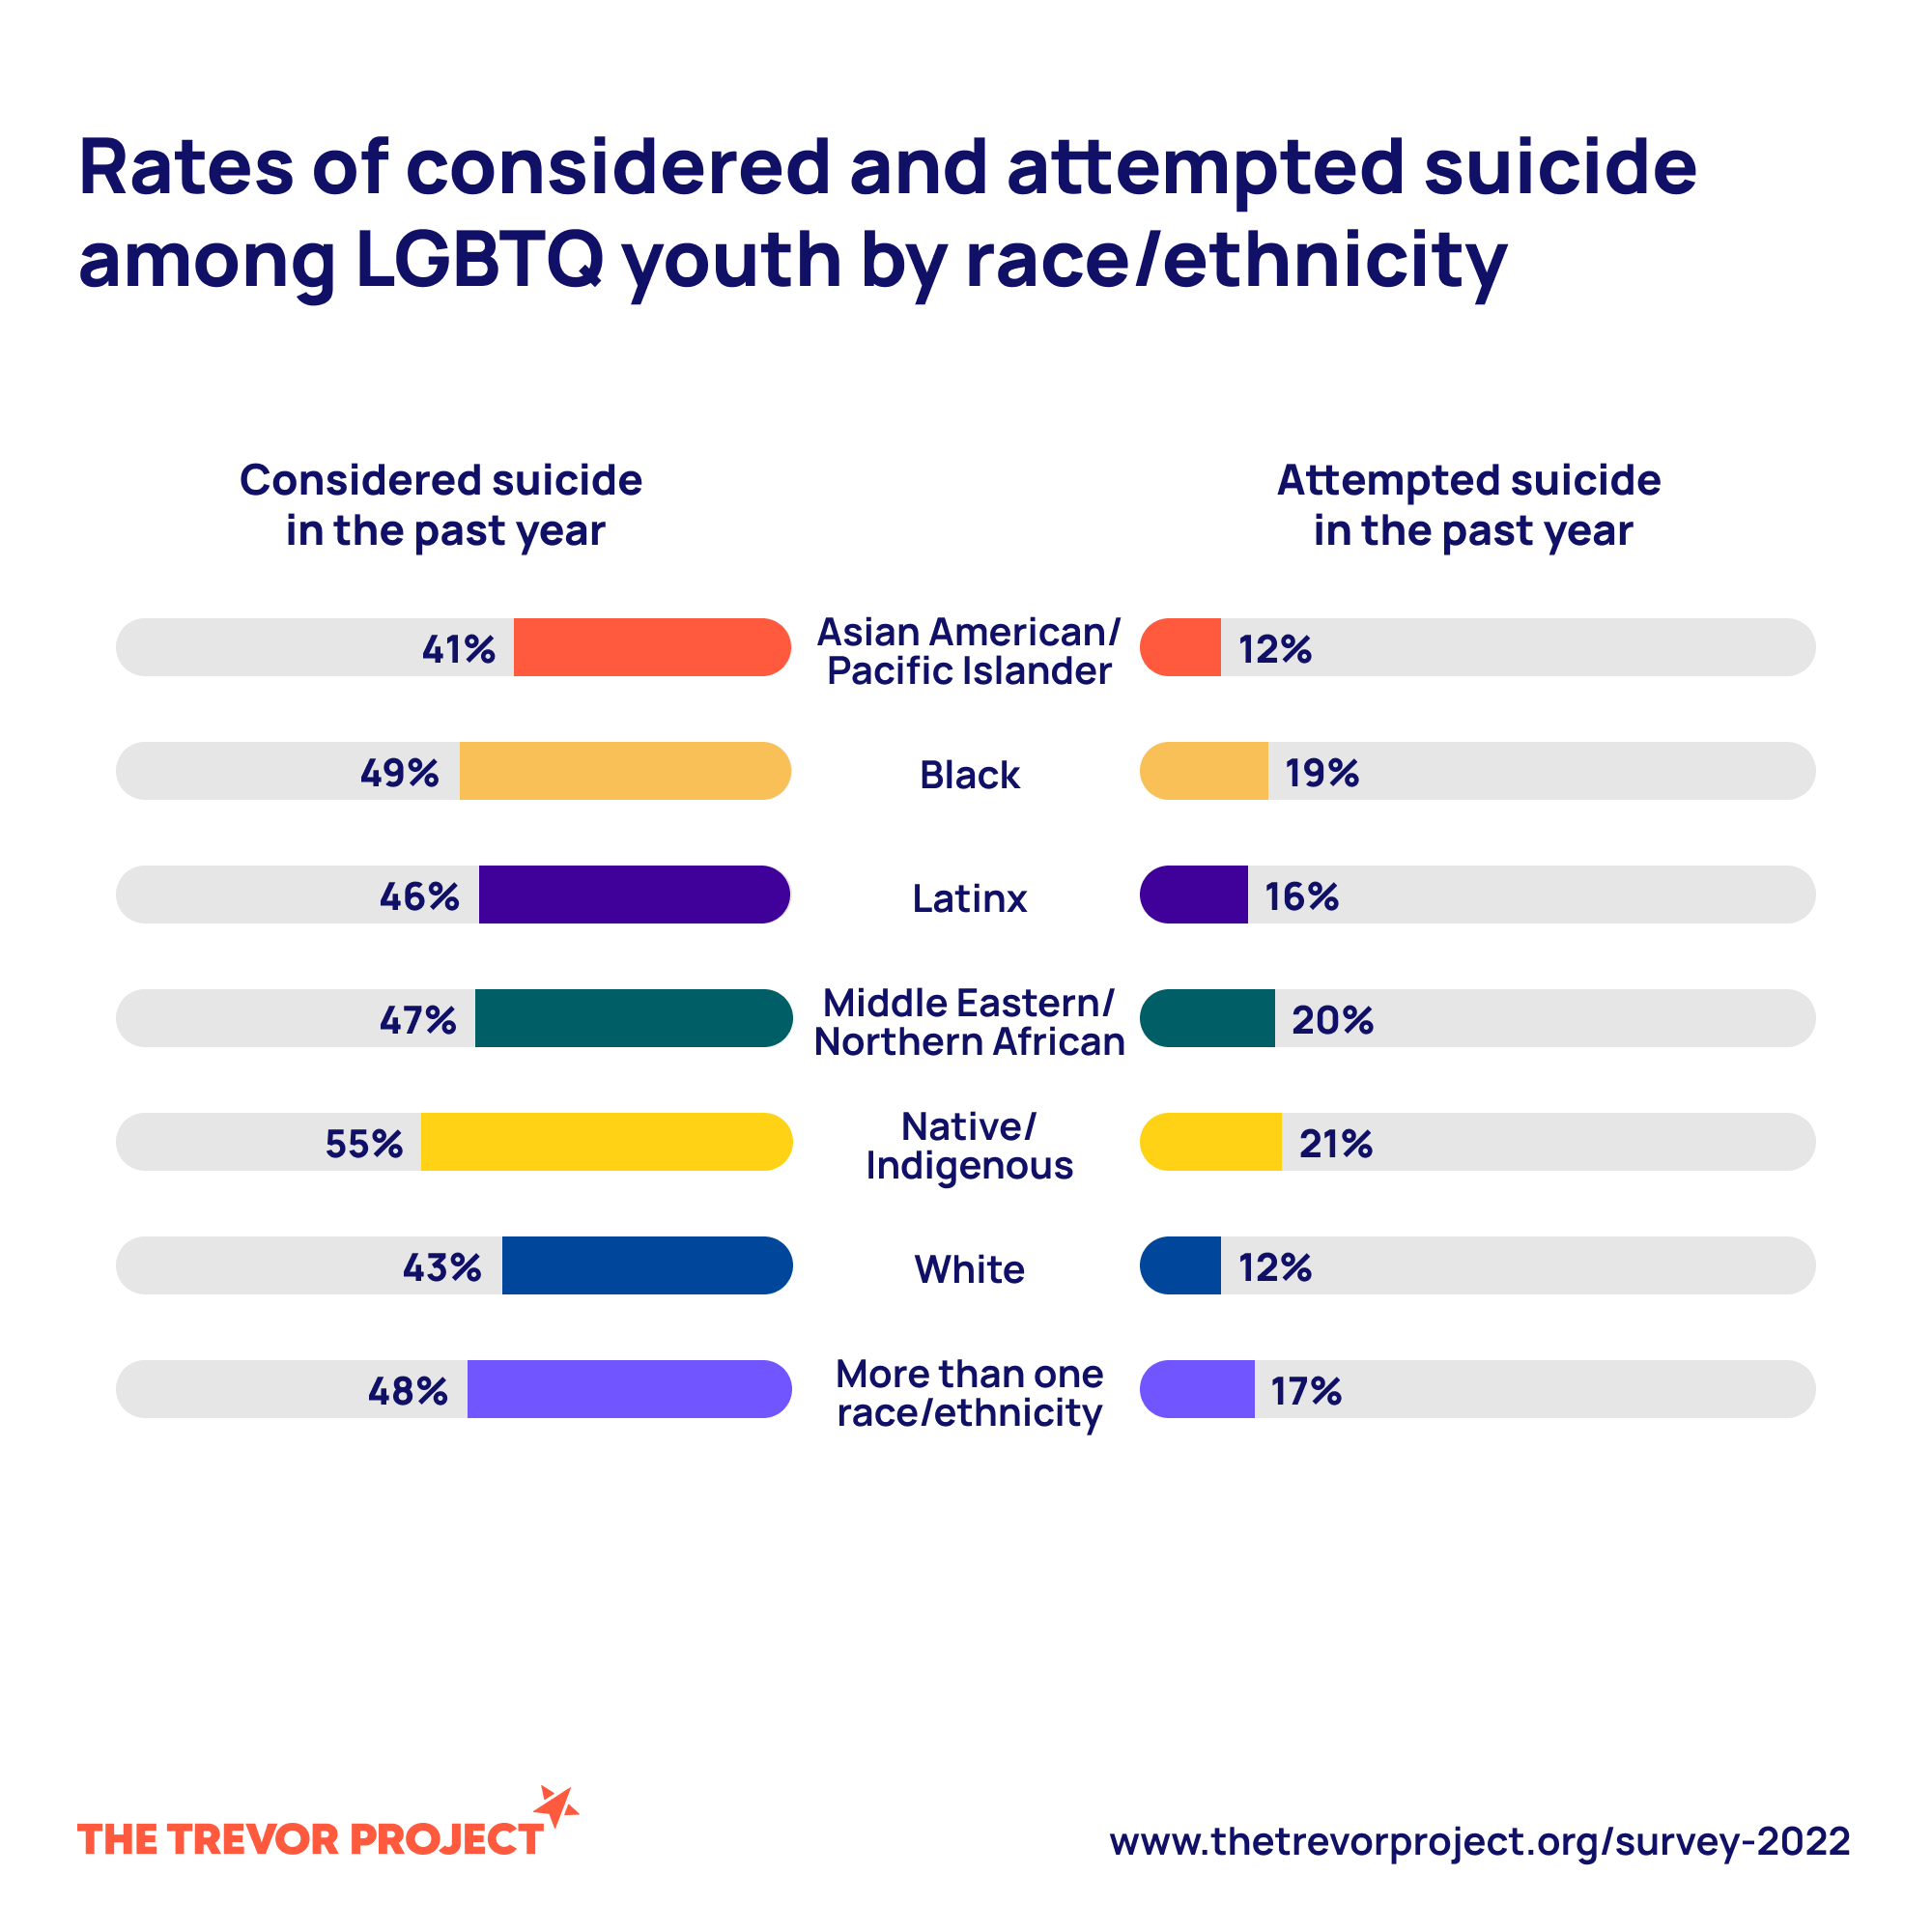 Rates of considered and attempted suicide
among LGBTQ youth by race/ethnicity
Considered suicide
in the past year
Attempted suicide
in the past year
41%
Asian American/
Pacific Islander
12%
49%
Black
19%
46%
Latinx
16%
47%
Middle Eastern/
Northern African
20%
55%
Native/
Indigenous
21%
43%
White
12%
48%
More than one
race/ethnicity
17%
THE TREVOR PROJECT
www.thetrevorproject.org/survey-2022